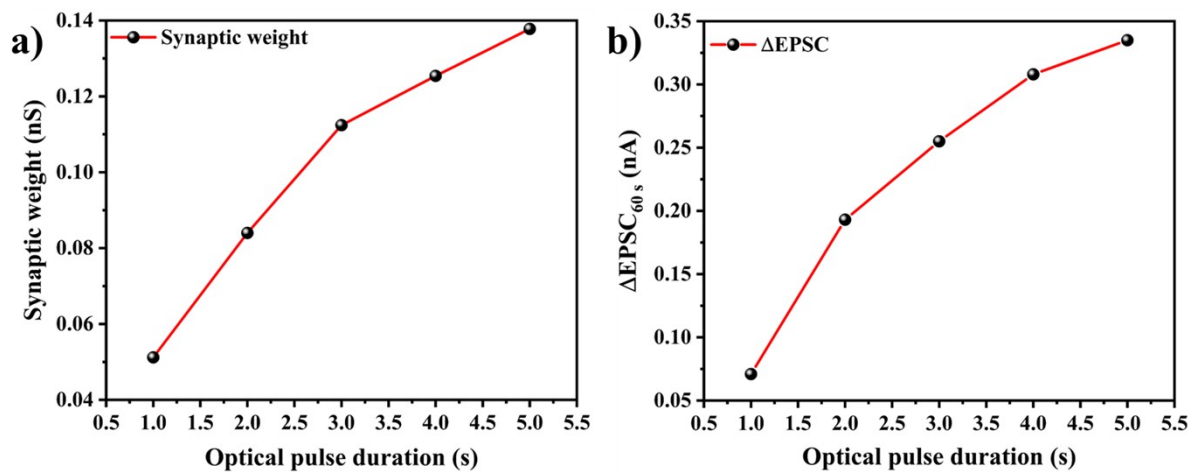 a)
Synaptic weight
Synaptic weight (nS)
0.14
0.12
0.10
0.08
0.06
0.04
0.5 1.0 1.5 2.0 2.5 3.0 3.5 4.0 4.5 5.0 5.5
Optical pulse duration (s)
b)
ΔEPSC
ΔEPSC60 s (nA)
0.35
0.30
0.25
0.20
0.15
0.10
0.05
0.5 1.0 1.5 2.0 2.5 3.0 3.5 4.0 4.5 5.0 5.5
Optical pulse duration (s)